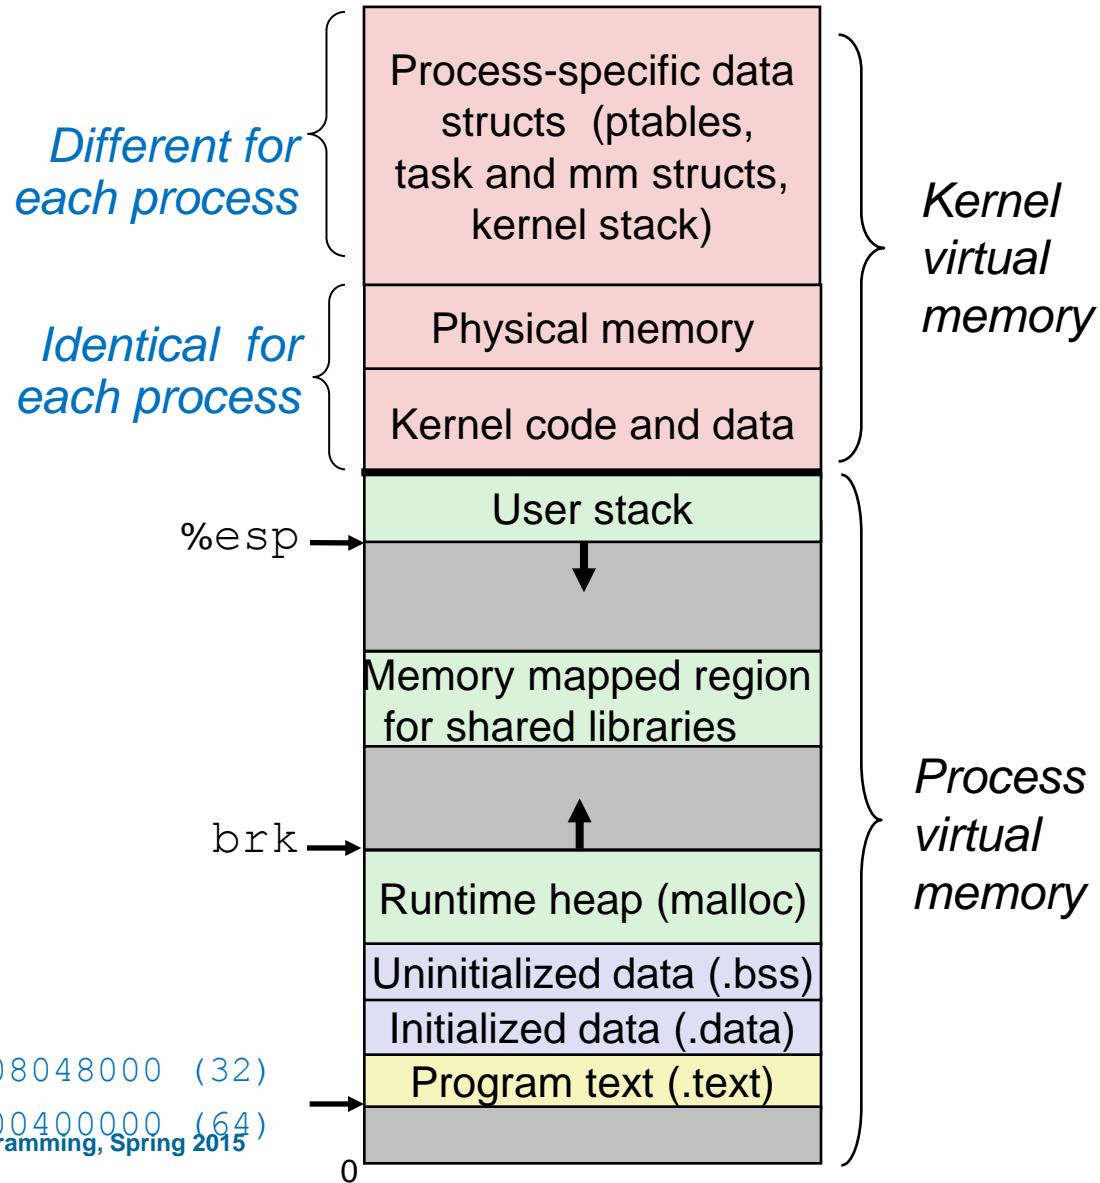 Process-specific data
structs (ptables,
task and mm structs,
kernel stack)
Different for
each process
Kernel
virtual
memory
Physical memory
Identical for
each process
Kernel code and data
User stack
%esp
Memory mapped region
for shared libraries
Process
virtual
memory
brk
Runtime heap (malloc)
Uninitialized data (.bss)
Initialized data (.data)
08048000 (32)
Program text (.text)
00400000 (64)
ramming, Spring 2015
0